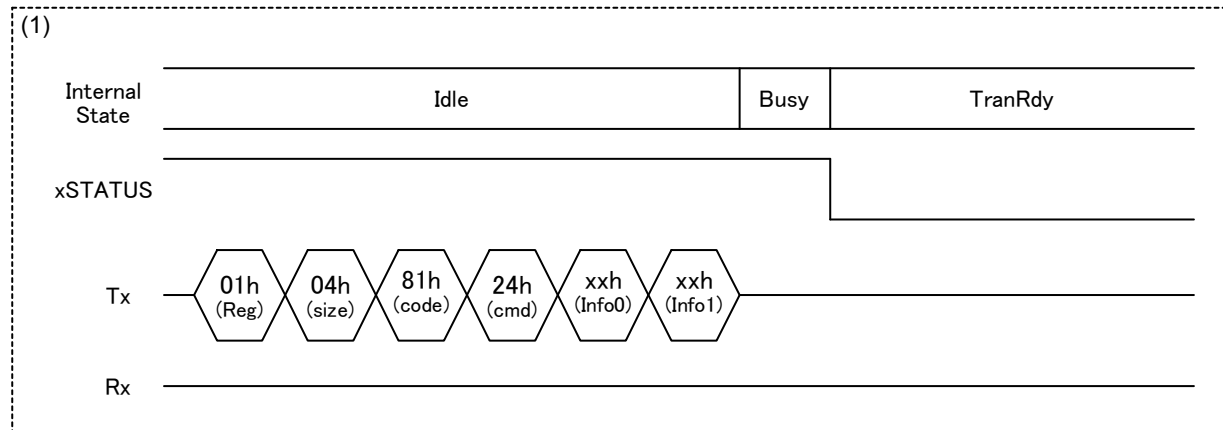 (1)
Internal
State
Idle
Busy
TranRdy
xSTATUS
Tx
01h
(Reg)
04h
(size)
81h
(code)
24h
(cmd)
xxh
(Info0)
xxh
(Info1)
Rx